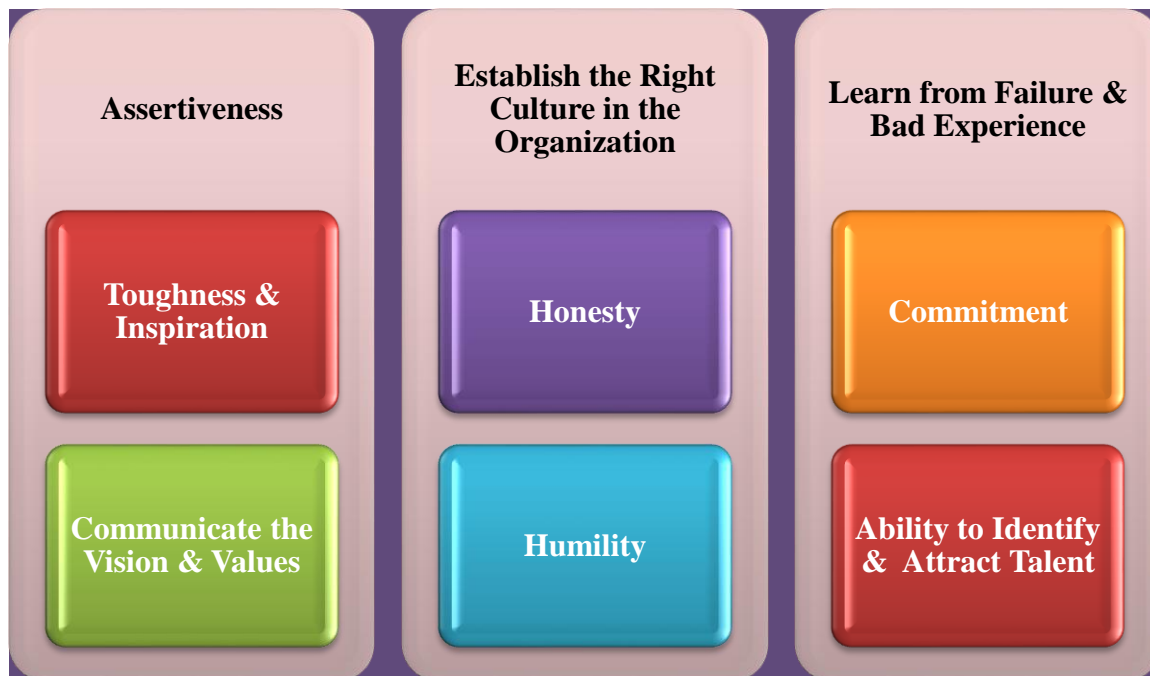 Assertiveness
Toughness &
Inspiration
Communicate the
Vision & Values
Establish the Right
Culture in the
Organization
Honesty
Humility
Learn from Failure &
Bad Experience
Commitment
Ability to Identify
& Attract Talent